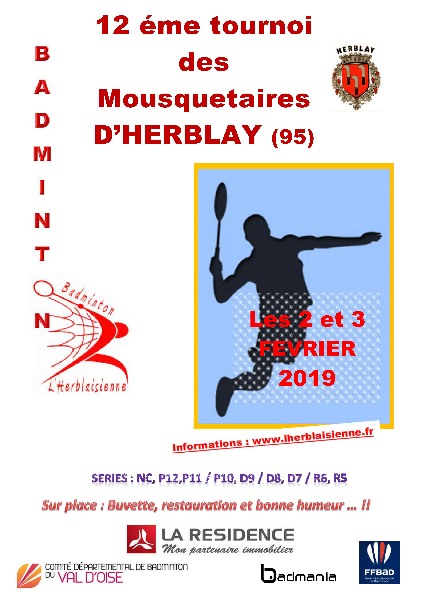 12 éme tournoi
des
Mousquetaires
D'HERBLAY (95)
HERBLAY
BADMINT
N
Badminton
L'Herblaisienne
Les 2 et 3
FEVRIER
2019
Informations : www.lherblaisienne.fr
SERIES : NC, P12,P11 / P10, D9 / D8, D7 / R6, R5
Sur place : Buvette, restauration et bonne humeur ... !!
LA RESIDENCE
Mon partenaire immobilier
COMITÉ DÉPARTEMENTAL DE BADMINTON
DU VAL D'OISE
badmania
FFBaD